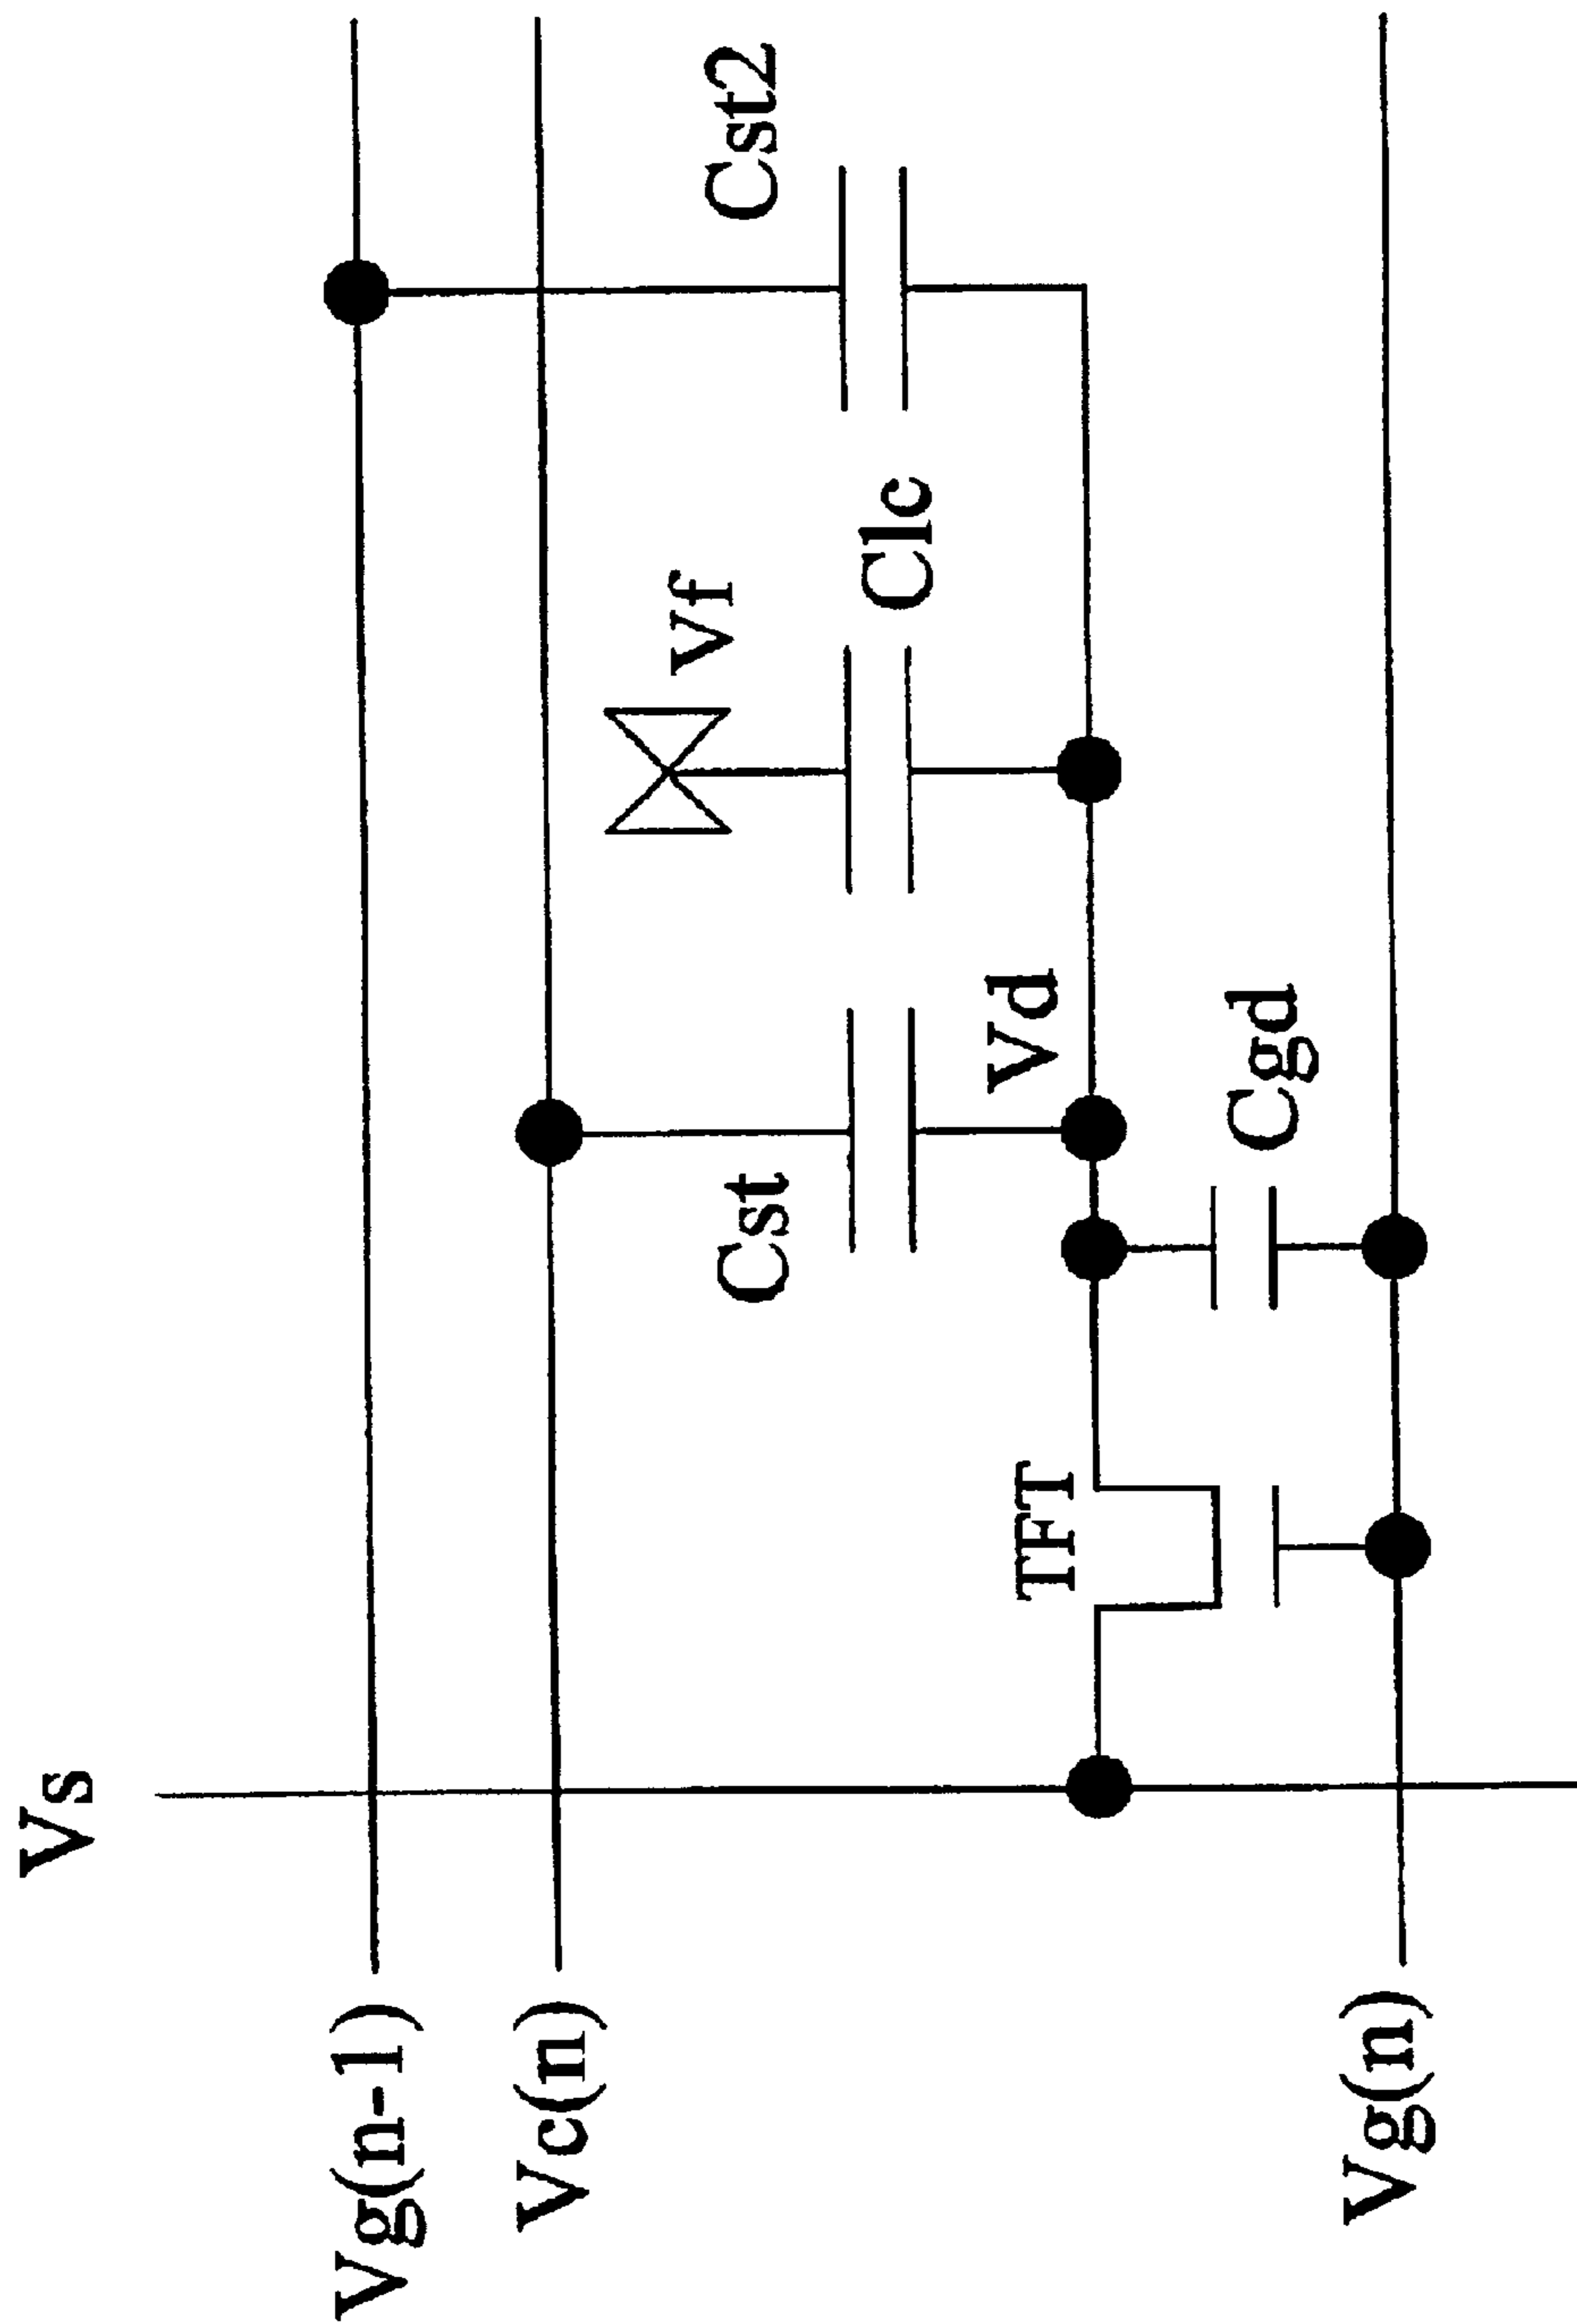 Vs
Vg(n-1)
Vc(n)
Cst2
Vf
Clc
Cst
Vd
TFT
Cgd
Vg(n)